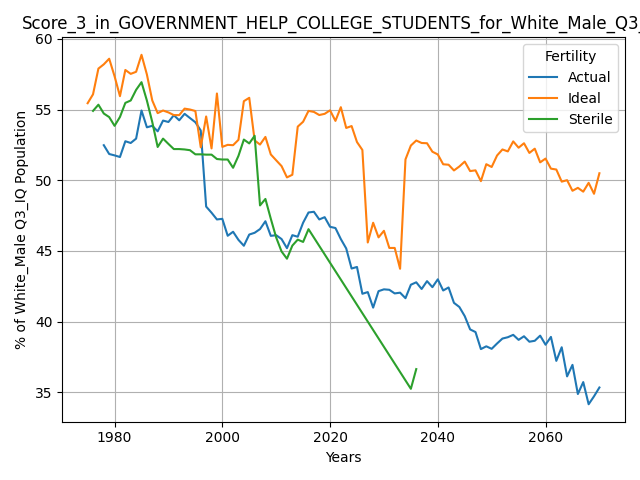 Score_3_in_GOVERNMENT_HELP_COLLEGE_STUDENTS_for_White_Male_Q3_
60
55
50
45
40
35
% of White_Male Q3_IQ Population
Fertility
Actual
Ideal
Sterile
1980 2000 2020 2040 2060
Years